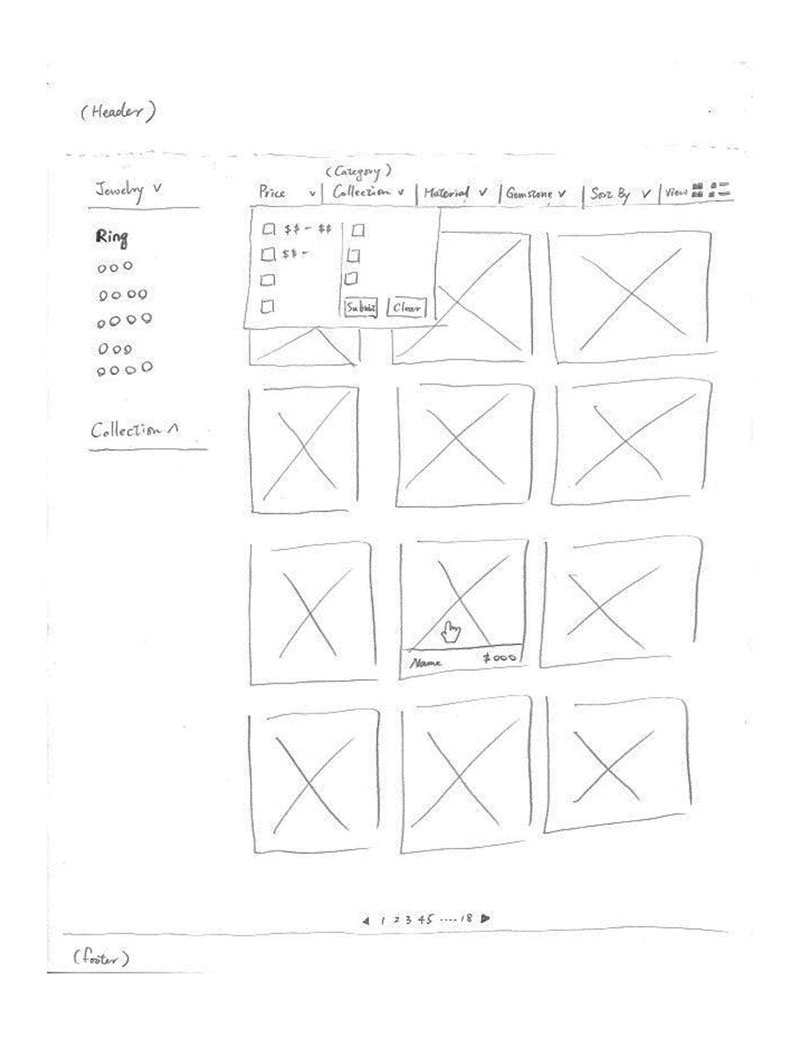 (Header)
Jewelry v
(Category)
Price v | Collection v | Material v | Gemstone v | Sort By v | View
Ring
ooo
oooo
oooo
ooo
oooo
$$ - $$
$$ -
Submit Clear
Collection ^
Name $000
◀ 1 2 3 4 5 .... 18 ▶
(footer)